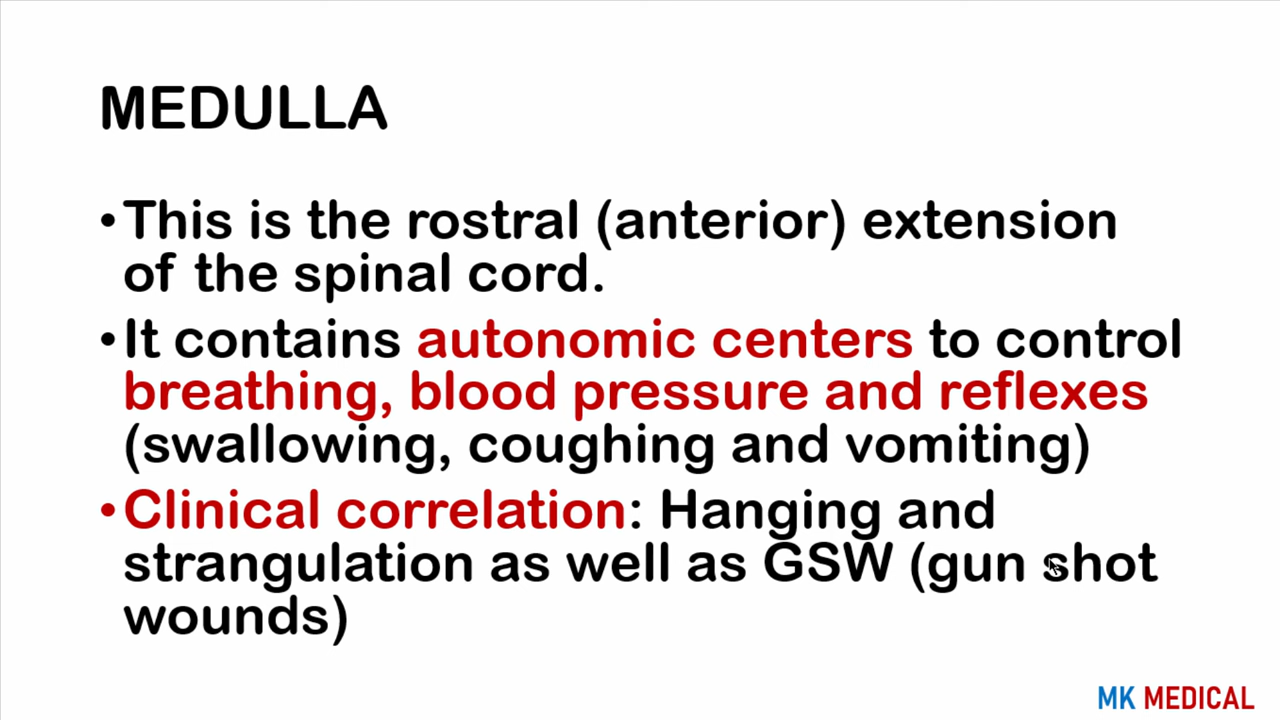 MEDULLA
•This is the rostral (anterior) extension
of the spinal cord.
•It contains autonomic centers to control
breathing, blood pressure and reflexes
(swallowing, coughing and vomiting)
•Clinical correlation: Hanging and
strangulation as well as GSW (gun shot
wounds)
MK MEDICAL